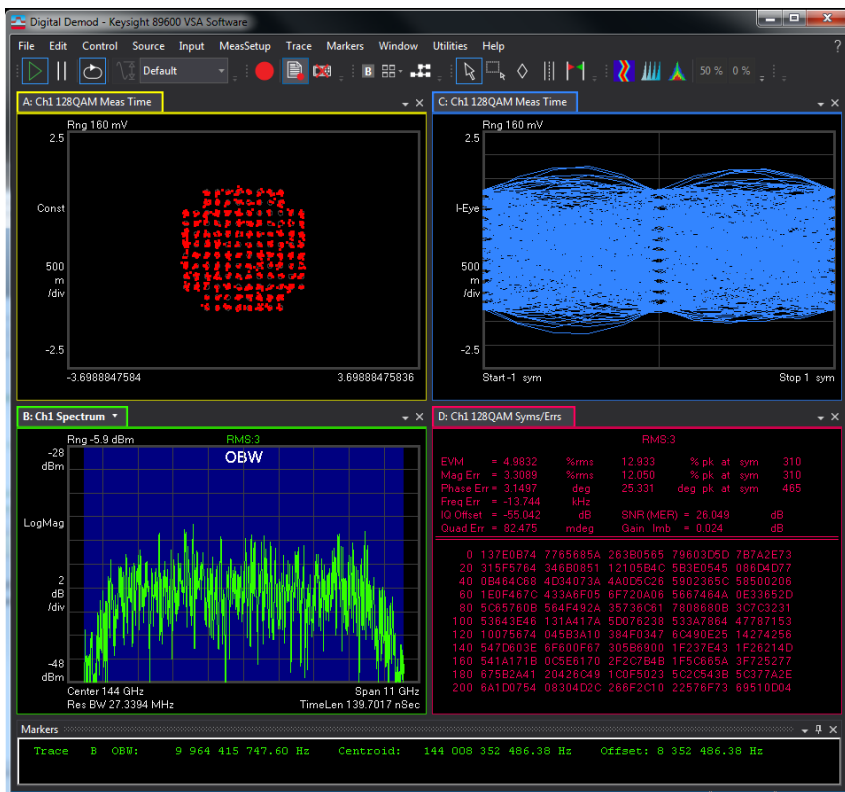 Digital Demod - Keysight 89600 VSA Software
File Edit Control Source Input MeasSetup Trace Markers Window Utilities Help ?
Default B 50 % 0 %
A: Ch1 128QAM Meas Time
Rng 160 mV
2.5
Const
500
m
/div
-2.5
-3.6988847584 3.69888475836
C: Ch1 128QAM Meas Time
Rng 160 mV
2.5
I-Eye
500
m
/div
-2.5
Start-1 sym Stop 1 sym
B: Ch1 Spectrum
Rng -5.9 dBm RMS:3
-28 OBW
dBm
LogMag
2
dB
/div
-48
dBm
Center 144 GHz Span 11 GHz
Res BW 27.3394 MHz TimeLen 139.7017 nSec
D: Ch1 128QAM Syms/Errs
RMS:3
EVM = 4.9832 %rms 12.933 % pk at sym 310
Mag Err = 3.3089 %rms 12.050 % pk at sym 310
Phase Err = 3.1497 deg 25.331 deg pk at sym 465
Freq Err = -13.744 kHz
IQ Offset = -55.042 dB SNR(MER) = 26.049 dB
Quad Err = 82.475 mdeg Gain Imb = 0.024 dB
0 137E0B74 7765685A 263B0565 79603D5D 7B7A2E73
20 315F5764 346B0851 12105B4C 5B3E0545 086D4D77
40 0B464C68 4D34073A 4A0D5C28 5902365C 58500206
60 1E0F467C 433A6F05 6F720A06 5667464A 0E33652D
80 5C65760B 564F492A 35738C61 7808680B 3C7C3231
100 53643E46 131A417A 5D076238 533A7864 47787153
120 10075674 045B3A10 384F0347 6C490E25 14274256
140 547D603E 6F600F67 305B6900 1F237E43 1F26214D
160 541A171B 0C5E6170 2F2C7B4B 1F5C665A 3F725277
180 675B2A41 20426C49 1C0F5023 5C2C543B 5C377A2E
200 6A1D0754 08304D2C 266F2C10 22576F73 69510D04
Markers
Trace B OBW: 9 964 415 747.60 Hz Centroid: 144 008 352 486.38 Hz Offset: 8 352 486.38 Hz